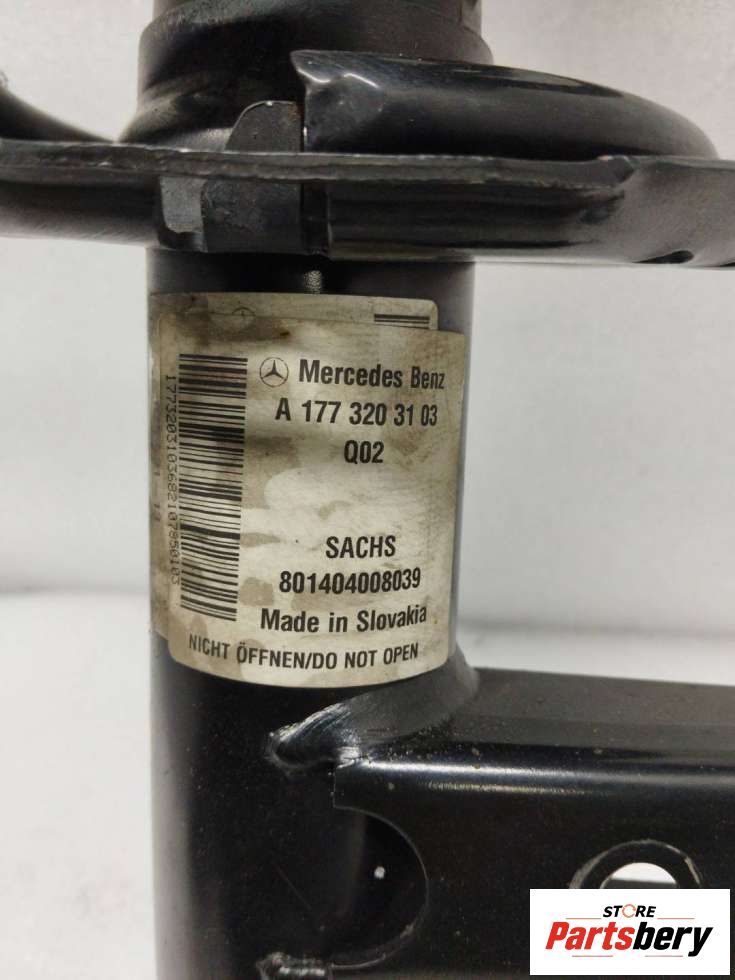 Mercedes Benz
A 177 320 31 03
Q02
SACHS
801404008039
Made in Slovakia
NICHT ÖFFNEN/DO NOT OPEN
STORE
Partsbery